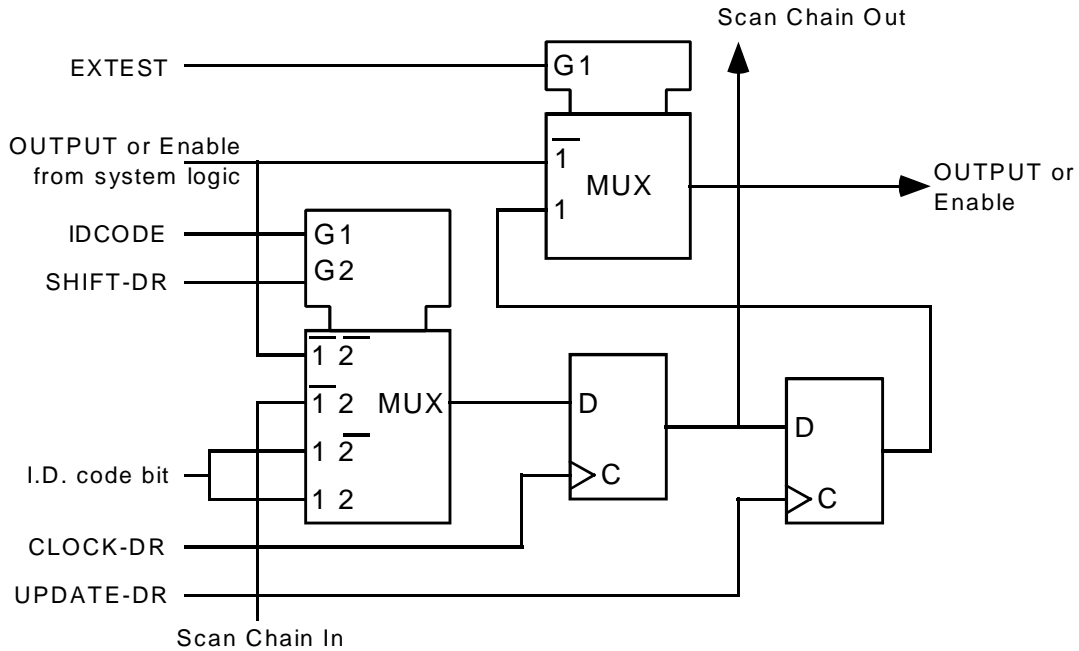 Scan Chain Out
EXTEST
G1
OUTPUT or Enable
from system logic
1
MUX
1
OUTPUT or
Enable
IDCODE
G1
SHIFT-DR
G2
1 2
1 2
MUX
1 2
1 2
I.D. code bit
D
C
D
C
CLOCK-DR
UPDATE-DR
Scan Chain In